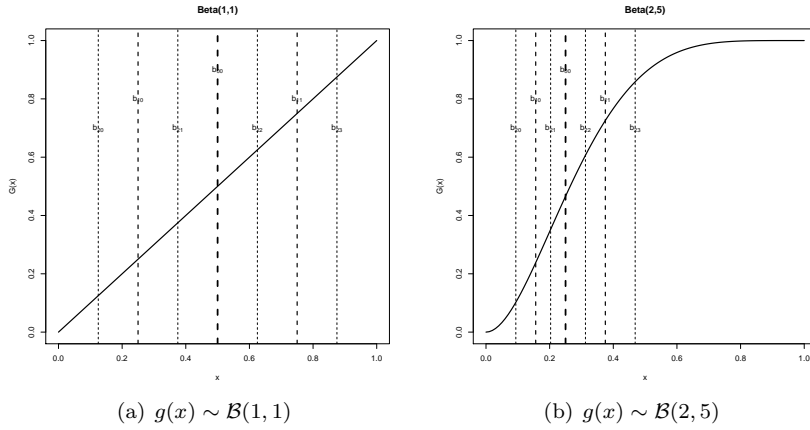 Beta(1,1)
G(x)
1.0
0.8
0.6
0.4
0.2
0.0
b₀₀
b₁₀
b₁₁
b₂₀
b₂₁
b₂₂
b₂₃
0.0 0.2 0.4 0.6 0.8 1.0
x
(a) g(x) ∼ ℬ(1, 1)
Beta(2,5)
G(x)
1.0
0.8
0.6
0.4
0.2
0.0
b₀₀
b₁₀
b₁₁
b₂₀
b₂₁
b₂₂
b₂₃
0.0 0.2 0.4 0.6 0.8 1.0
x
(b) g(x) ∼ ℬ(2, 5)